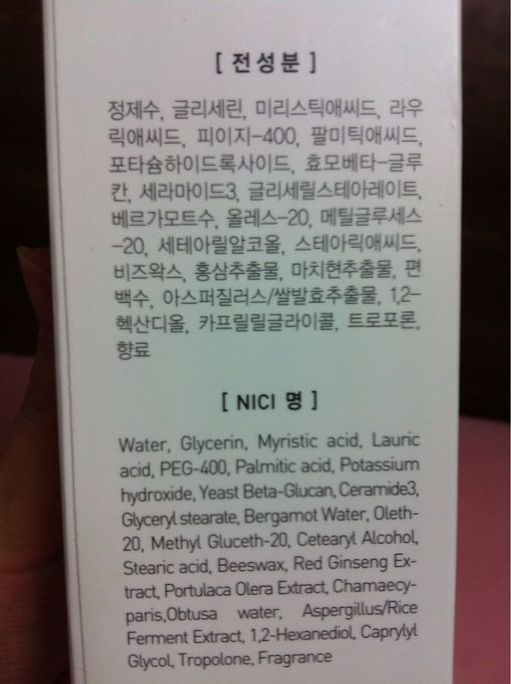 [ 전성분 ]
정제수, 글리세린, 미리스틱애씨드, 라우
릭애씨드, 피이지-400, 팔미틱애씨드,
포타슘하이드록사이드, 효모베타-글루
칸, 세라마이드3, 글리세릴스테아레이트,
베르가모트수, 올레스-20, 메틸글루세스
-20, 세테아릴알코올, 스테아릭애씨드,
비즈왁스, 홍삼추출물, 마치현추출물, 편
백수, 아스퍼질러스/쌀발효추출물, 1,2-
헥산디올, 카프릴릴글라이콜, 트로포론,
향료
[ NICI 명 ]
Water, Glycerin, Myristic acid, Lauric
acid, PEG-400, Palmitic acid, Potassium
hydroxide, Yeast Beta-Glucan, Ceramide3,
Glyceryl stearate, Bergamot Water, Oleth-
20, Methyl Gluceth-20, Cetearyl Alcohol,
Stearic acid, Beeswax, Red Ginseng Ex-
tract, Portulaca Olera Extract, Chamaecy-
paris,Obtusa water, Aspergillus/Rice
Ferment Extract, 1,2-Hexanediol, Caprylyl
Glycol, Tropolone, Fragrance